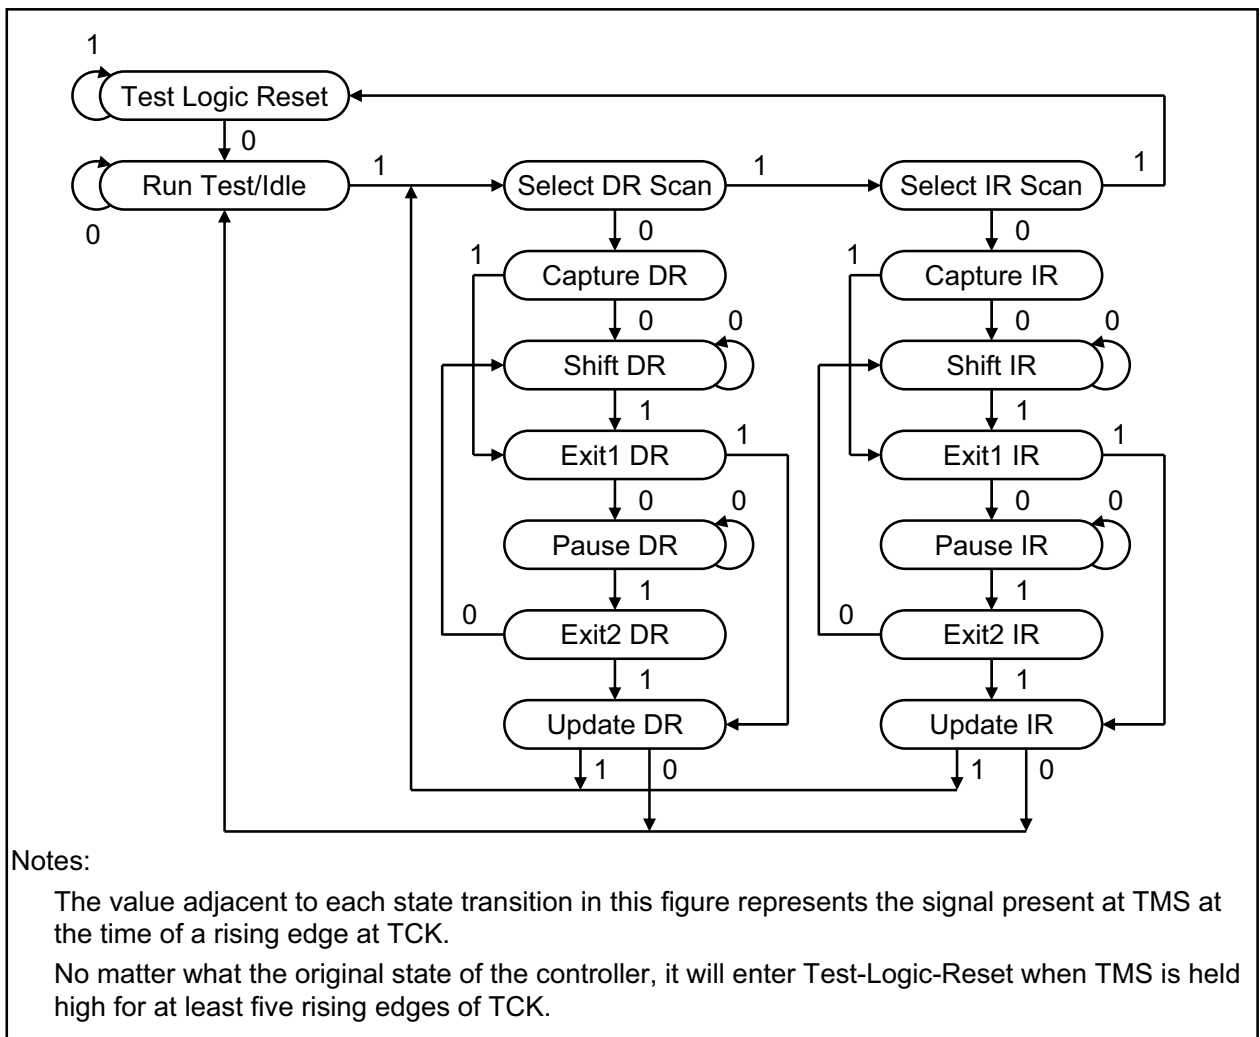 1
Test Logic Reset
0
Run Test/Idle
1
Select DR Scan
1
Select IR Scan
1
0
0
0
1
Capture DR
1
Capture IR
0
0
0
0
Shift DR
Shift IR
1
1
Exit1 DR
1
Exit1 IR
1
0
0
0
0
Pause DR
Pause IR
1
1
0
Exit2 DR
0
Exit2 IR
1
1
Update DR
Update IR
1
0
1
0
Notes:
The value adjacent to each state transition in this figure represents the signal present at TMS at
the time of a rising edge at TCK.
No matter what the original state of the controller, it will enter Test-Logic-Reset when TMS is held
high for at least five rising edges of TCK.